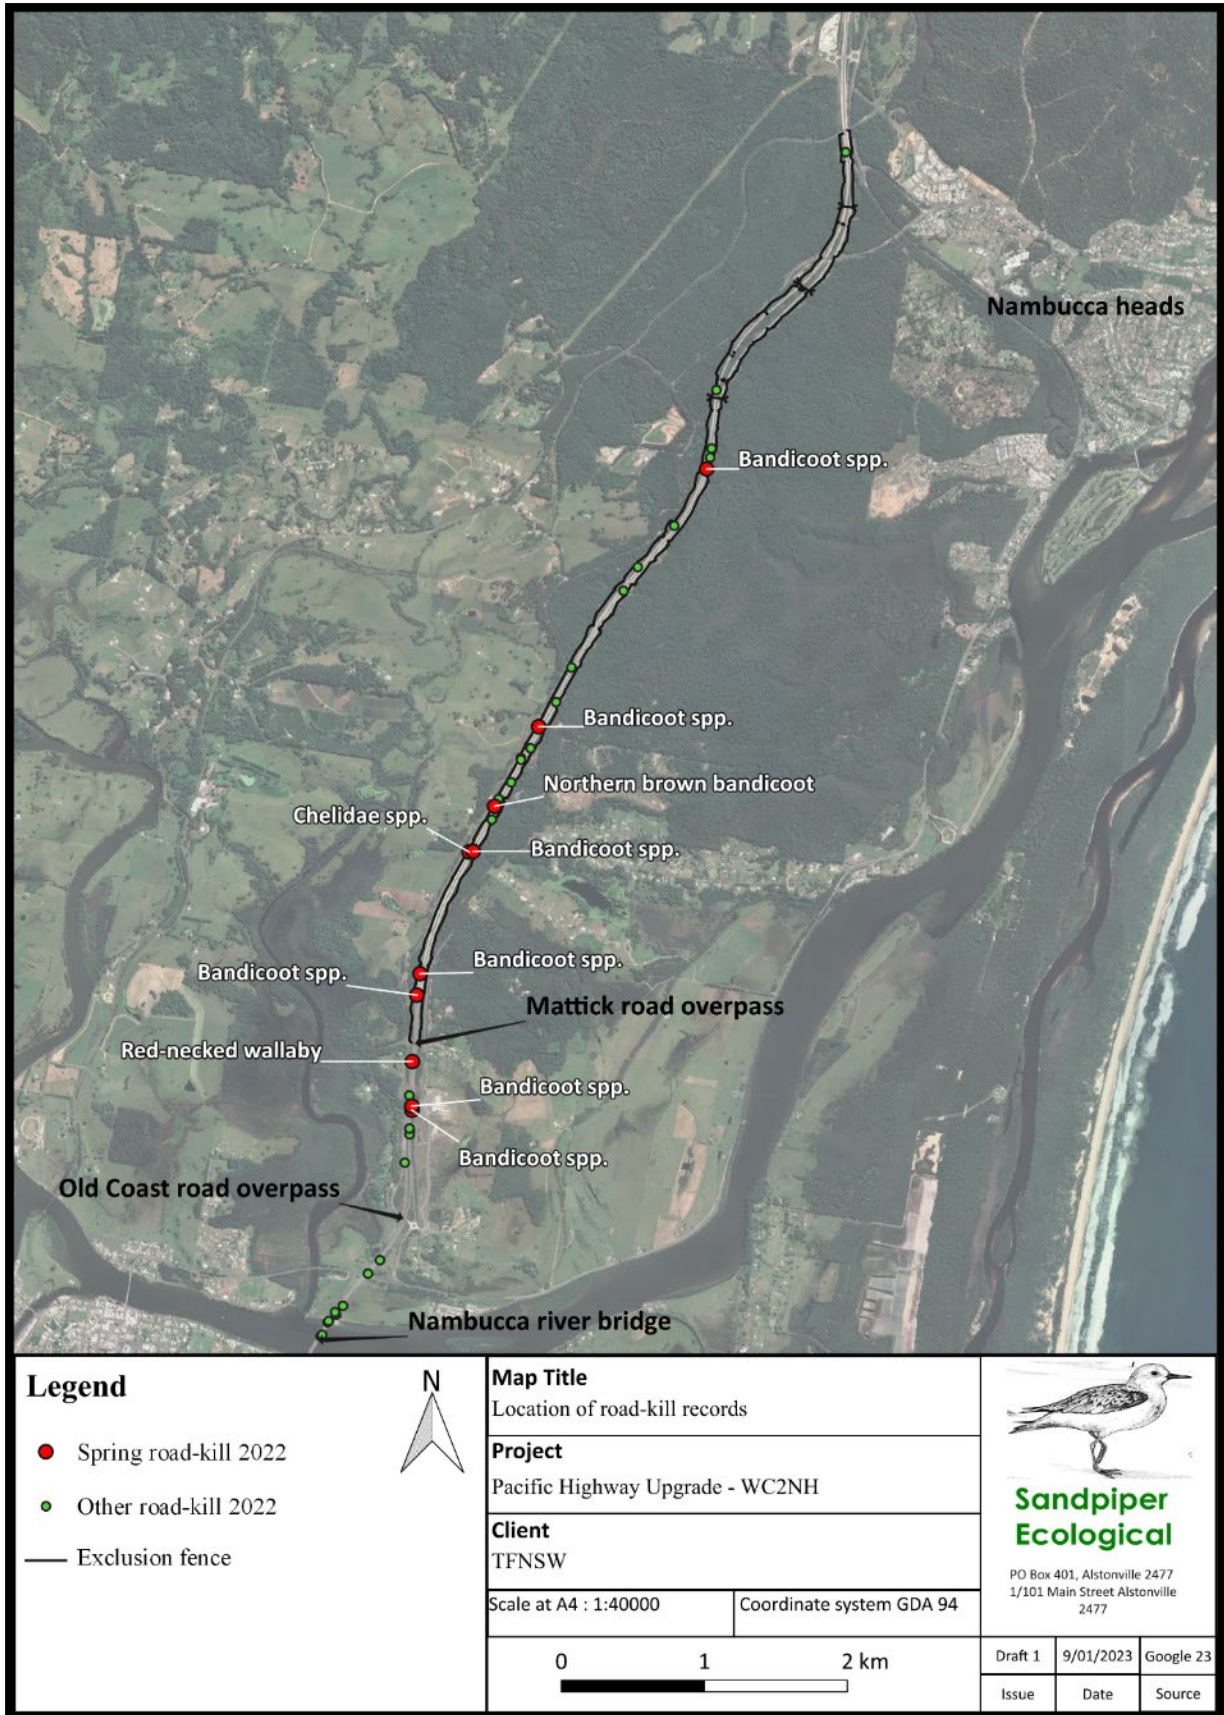 Nambucca heads
Bandicoot spp.
Bandicoot spp.
Northern brown bandicoot
Chelidae spp.
Bandicoot spp.
Bandicoot spp.
Bandicoot spp.
Mattick road overpass
Red-necked wallaby
Bandicoot spp.
Bandicoot spp.
Old Coast road overpass
Nambucca river bridge
Legend
Spring road-kill 2022
Other road-kill 2022
Exclusion fence
N
Map Title
Location of road-kill records
Project
Pacific Highway Upgrade - WC2NH
Client
TFNSW
Scale at A4 : 1:40000
Coordinate system GDA 94
0 1 2 km
Sandpiper
Ecological
PO Box 401, Alstonville 2477
1/101 Main Street Alstonville
2477
Draft 1 9/01/2023 Google 23
Issue Date Source